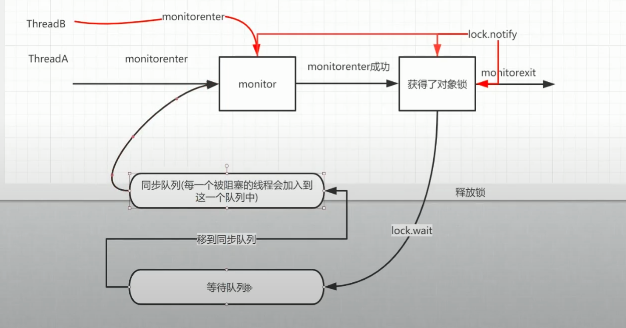 ThreadB
monitorenter
lock.notify
ThreadA
monitorenter
monitorenter成功
monitorexit
monitor
获得了对象锁
同步队列(每一个被阻塞的线程会加入到
这一个队列中)
释放锁
lock.wait
移到同步队列
等待队列